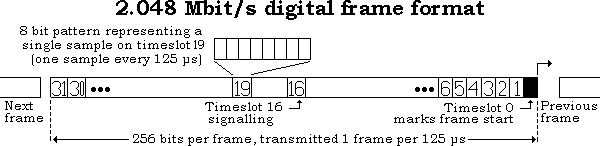 2.048 Mbit/s digital frame format
8 bit pattern representing a
single sample on timeslot 19
(one sample every 125 µs)
31 30 ••• 19 16 ••• 6 5 4 3 2 1
Next
frame
Timeslot 16
signalling
Timeslot 0
marks frame start
Previous
frame
256 bits per frame, transmitted 1 frame per 125 µs